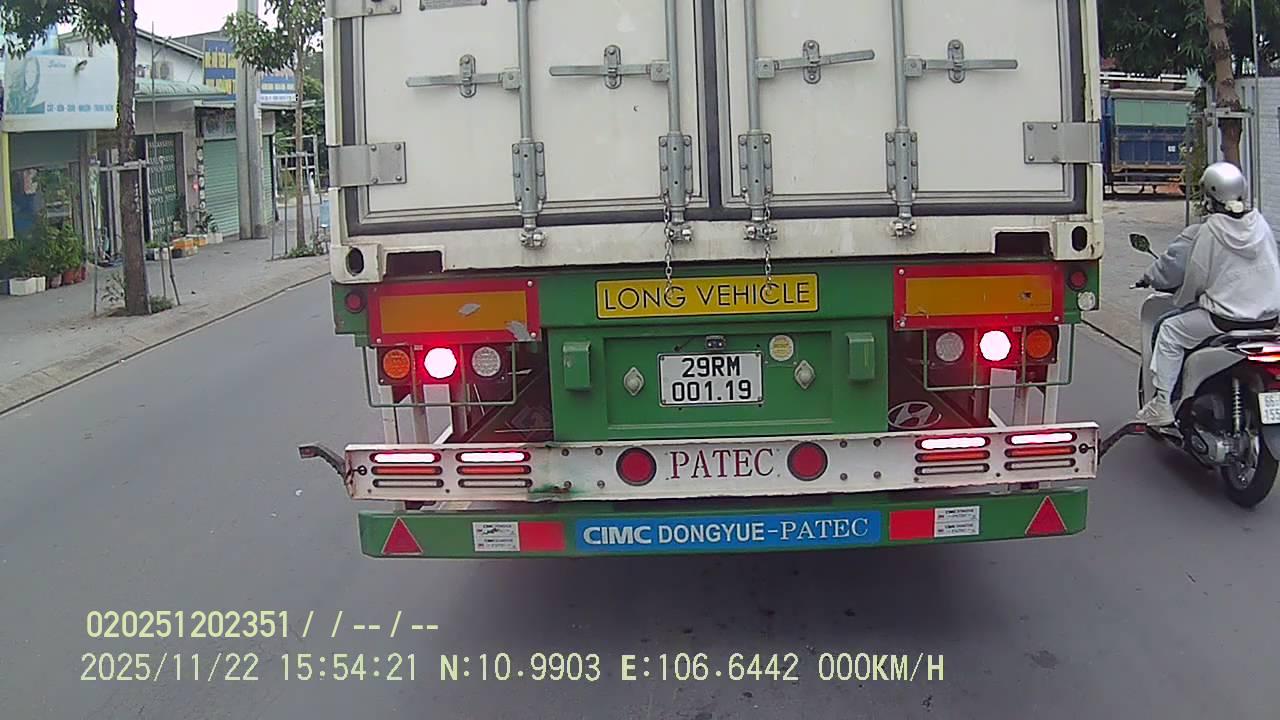 LONG VEHICLE
29RM
001.19
PATEC
CIMC DONGYUE-PATEC
020251202351 / / -- / --
2025/11/22 15:54:21 N:10.9903 E:106.6442 000KM/H